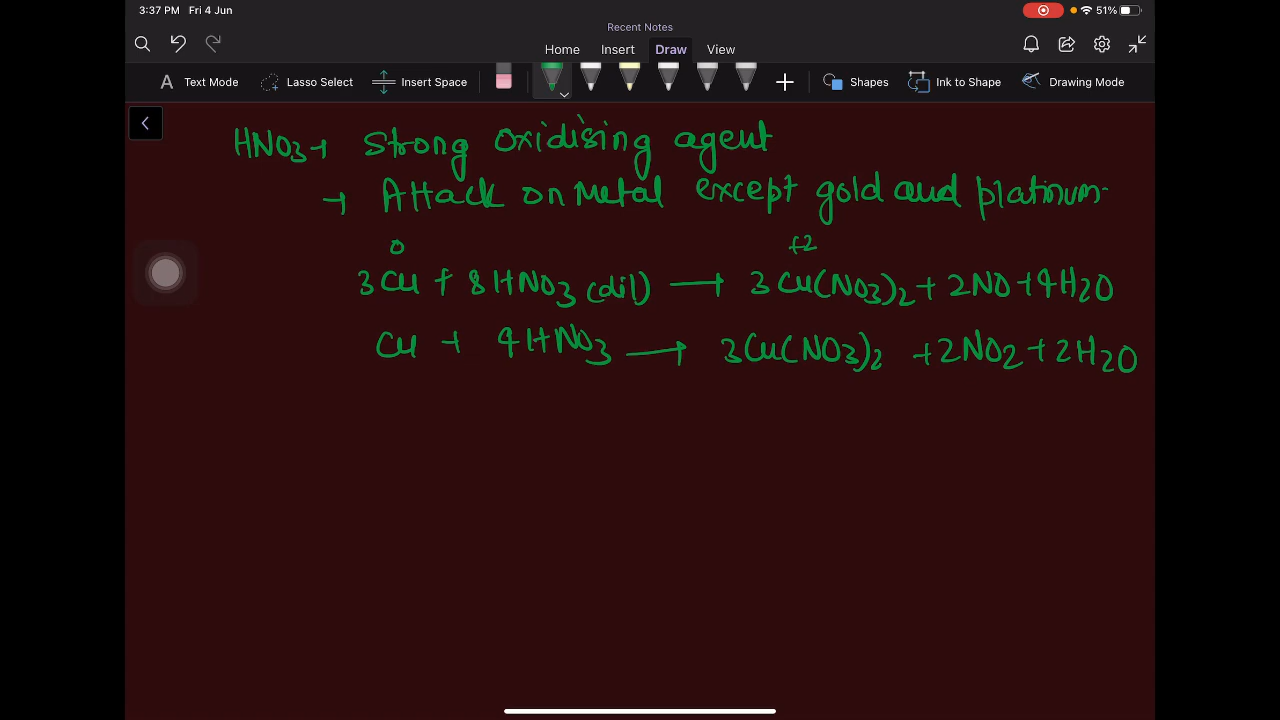 3:37 PM Fri 4 Jun 51%
Recent Notes
Home Insert Draw View
Text Mode Lasso Select Insert Space Shapes Ink to Shape Drawing Mode
HNO3 → Strong oxidising agent
→ Attack on Metal except gold and platinum.
0 +2
3Cu + 8HNO3 (dil) → 3Cu(NO3)2 + 2NO + 4H2O
Cu + 4HNO3 → 3Cu(NO3)2 + 2NO2 + 2H2O